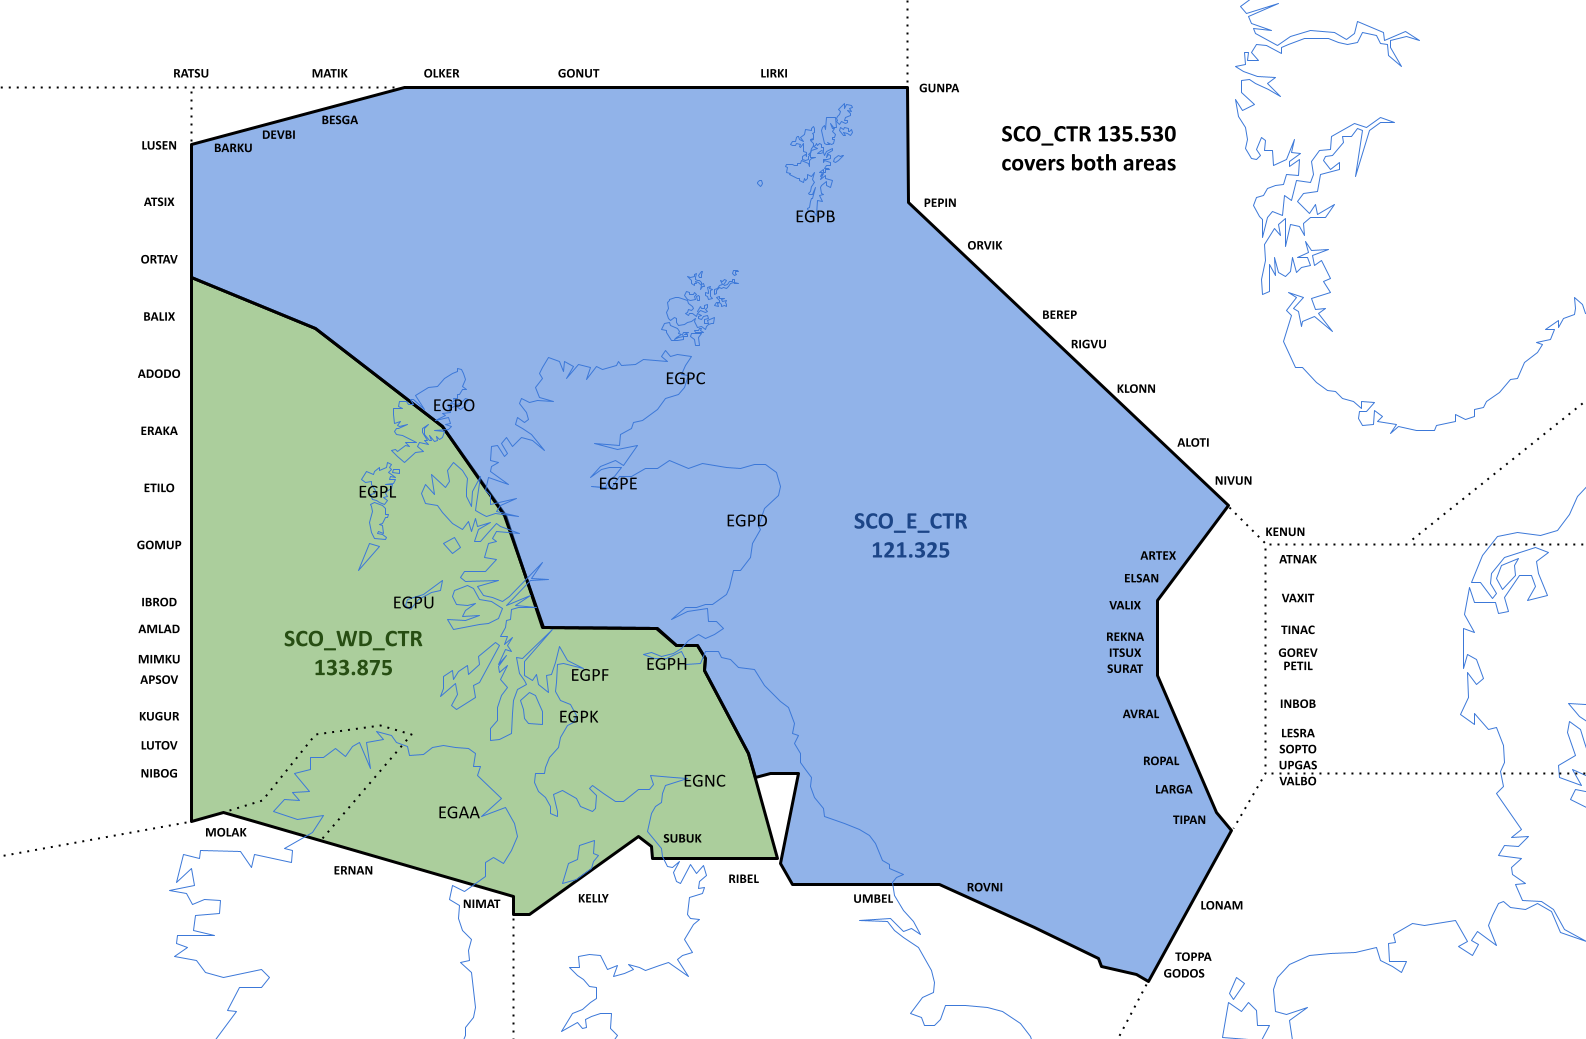 RATSU
MATIK
OLKER
GONUT
LIRKI
GUNPA
BESGA
DEVBI
BARKU
LUSEN
SCO_CTR 135.530
covers both areas
ATSIX
PEPIN
EGPB
ORVIK
ORTAV
BALIX
BEREP
RIGVU
ADODO
EGPC
KLONN
EGPO
ERAKA
ALOTI
NIVUN
ETILO
EGPL
EGPE
EGPD
SCO_E_CTR
121.325
KENUN
GOMUP
ARTEX
ATNAK
ELSAN
IBROD
EGPU
VALIX
VAXIT
AMLAD
SCO_WD_CTR
133.875
REKNA
TINAC
ITSUX
GOREV
MIMKU
EGPH
SURAT
PETIL
APSOV
EGPF
INBOB
KUGUR
EGPK
AVRAL
LESRA
LUTOV
SOPTO
ROPAL
UPGAS
NIBOG
EGNC
VALBO
LARGA
EGAA
TIPAN
MOLAK
SUBUK
ERNAN
RIBEL
ROVNI
NIMAT
KELLY
UMBEL
LONAM
TOPPA
GODOS